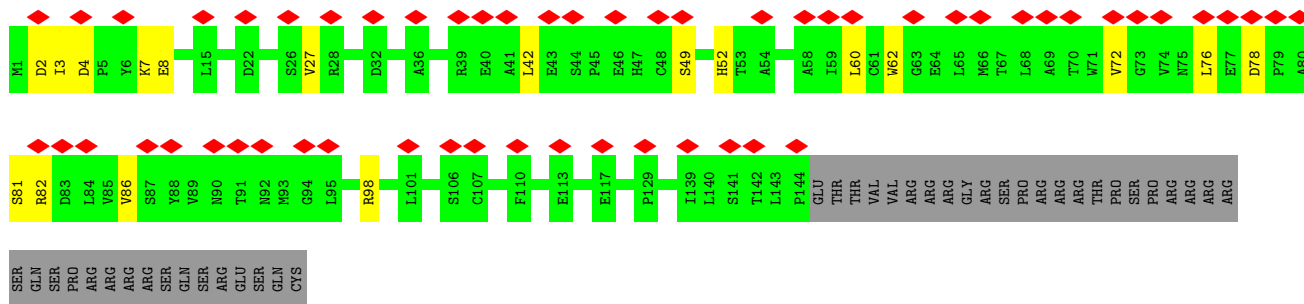 M1 D2 I3 D4 P5 Y6 K7 E8 L15 D22 S26 V27 R28 D32 A36 R39 E40 A41 L42 E43 S44 P45 E46 H47 C48 S49 H52 T53 A54 A58 I59 L60 C61 W62 G63 E64 L65 M66 T67 L68 A69 T70 W71 V72 G73 V74 N75 L76 E77 D78 P79 A80
S81 R82 D83 L84 V85 V86 S87 Y88 V89 N90 T91 N92 M93 G94 L95 R98 L101 S106 C107 F110 E113 E117 P129 I139 L140 S141 T142 L143 P144 GLU THR THR VAL VAL ARG ARG ARG GLY ARG SER PRO ARG ARG ARG THR PRO SER PRO ARG ARG ARG ARG
SER GLN SER PRO ARG ARG ARG ARG SER GLN SER ARG GLU SER GLN CYS